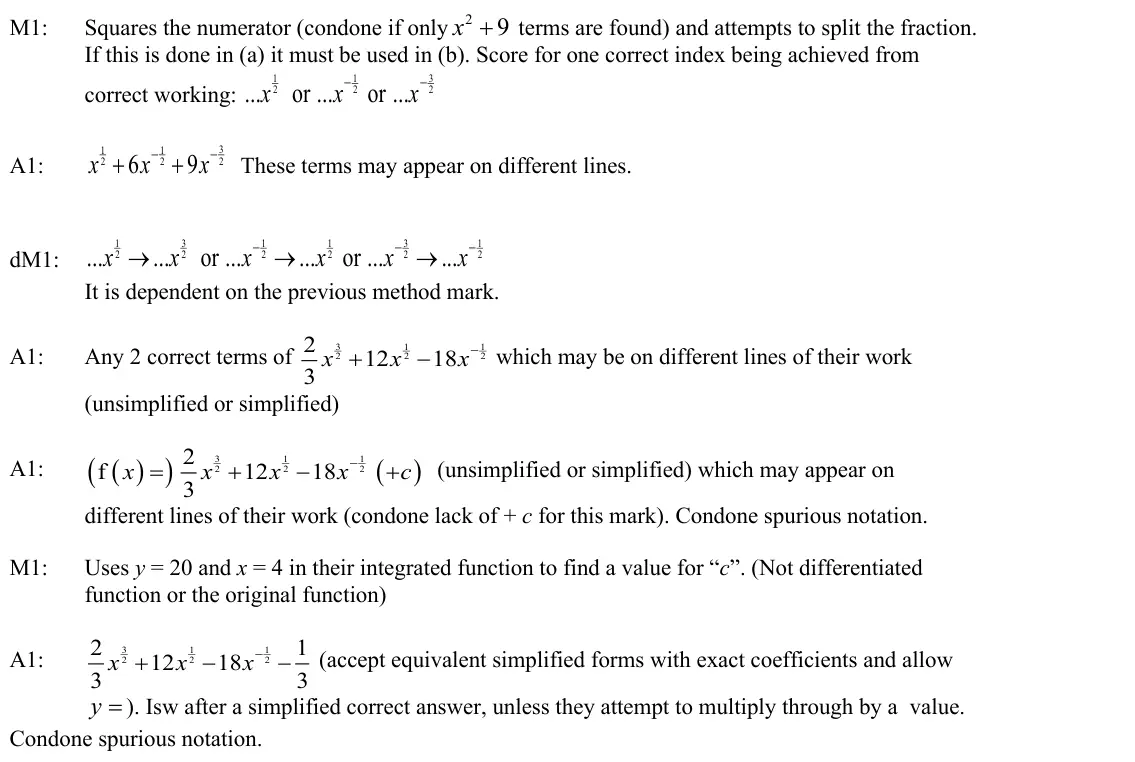 M1: Squares the numerator (condone if only x² + 9 terms are found) and attempts to split the fraction.
If this is done in (a) it must be used in (b). Score for one correct index being achieved from
correct working: ...x^(1/2) or ...x^(-1/2) or ...x^(-3/2)
A1: x^(1/2) + 6x^(-1/2) + 9x^(-3/2) These terms may appear on different lines.
dM1: ...x^(1/2) → ...x^(3/2) or ...x^(-1/2) → ...x^(1/2) or ...x^(-3/2) → ...x^(-1/2)
It is dependent on the previous method mark.
A1: Any 2 correct terms of 2/3 x^(3/2) + 12x^(1/2) − 18x^(-1/2) which may be on different lines of their work
(unsimplified or simplified)
A1: (f(x) =) 2/3 x^(3/2) + 12x^(1/2) − 18x^(-1/2) (+c) (unsimplified or simplified) which may appear on
different lines of their work (condone lack of + c for this mark). Condone spurious notation.
M1: Uses y = 20 and x = 4 in their integrated function to find a value for “c”. (Not differentiated
function or the original function)
A1: 2/3 x^(3/2) + 12x^(1/2) − 18x^(-1/2) − 1/3 (accept equivalent simplified forms with exact coefficients and allow
y = ). Isw after a simplified correct answer, unless they attempt to multiply through by a value.
Condone spurious notation.